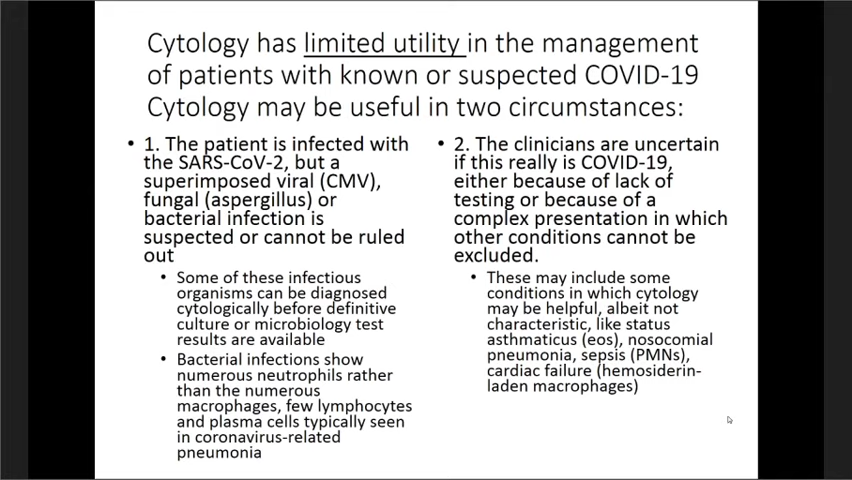 Cytology has limited utility in the management
of patients with known or suspected COVID-19
Cytology may be useful in two circumstances:
• 1. The patient is infected with
the SARS-CoV-2, but a
superimposed viral (CMV),
fungal (aspergillus) or
bacterial infection is
suspected or cannot be ruled
out
• Some of these infectious
organisms can be diagnosed
cytologically before definitive
culture or microbiology test
results are available
• Bacterial infections show
numerous neutrophils rather
than the numerous
macrophages, few lymphocytes
and plasma cells typically seen
in coronavirus-related
pneumonia
• 2. The clinicians are uncertain
if this really is COVID-19,
either because of lack of
testing or because of a
complex presentation in which
other conditions cannot be
excluded.
• These may include some
conditions in which cytology
may be helpful, albeit not
characteristic, like status
asthmaticus (eos), nosocomial
pneumonia, sepsis (PMNs),
cardiac failure (hemosiderin-
laden macrophages)